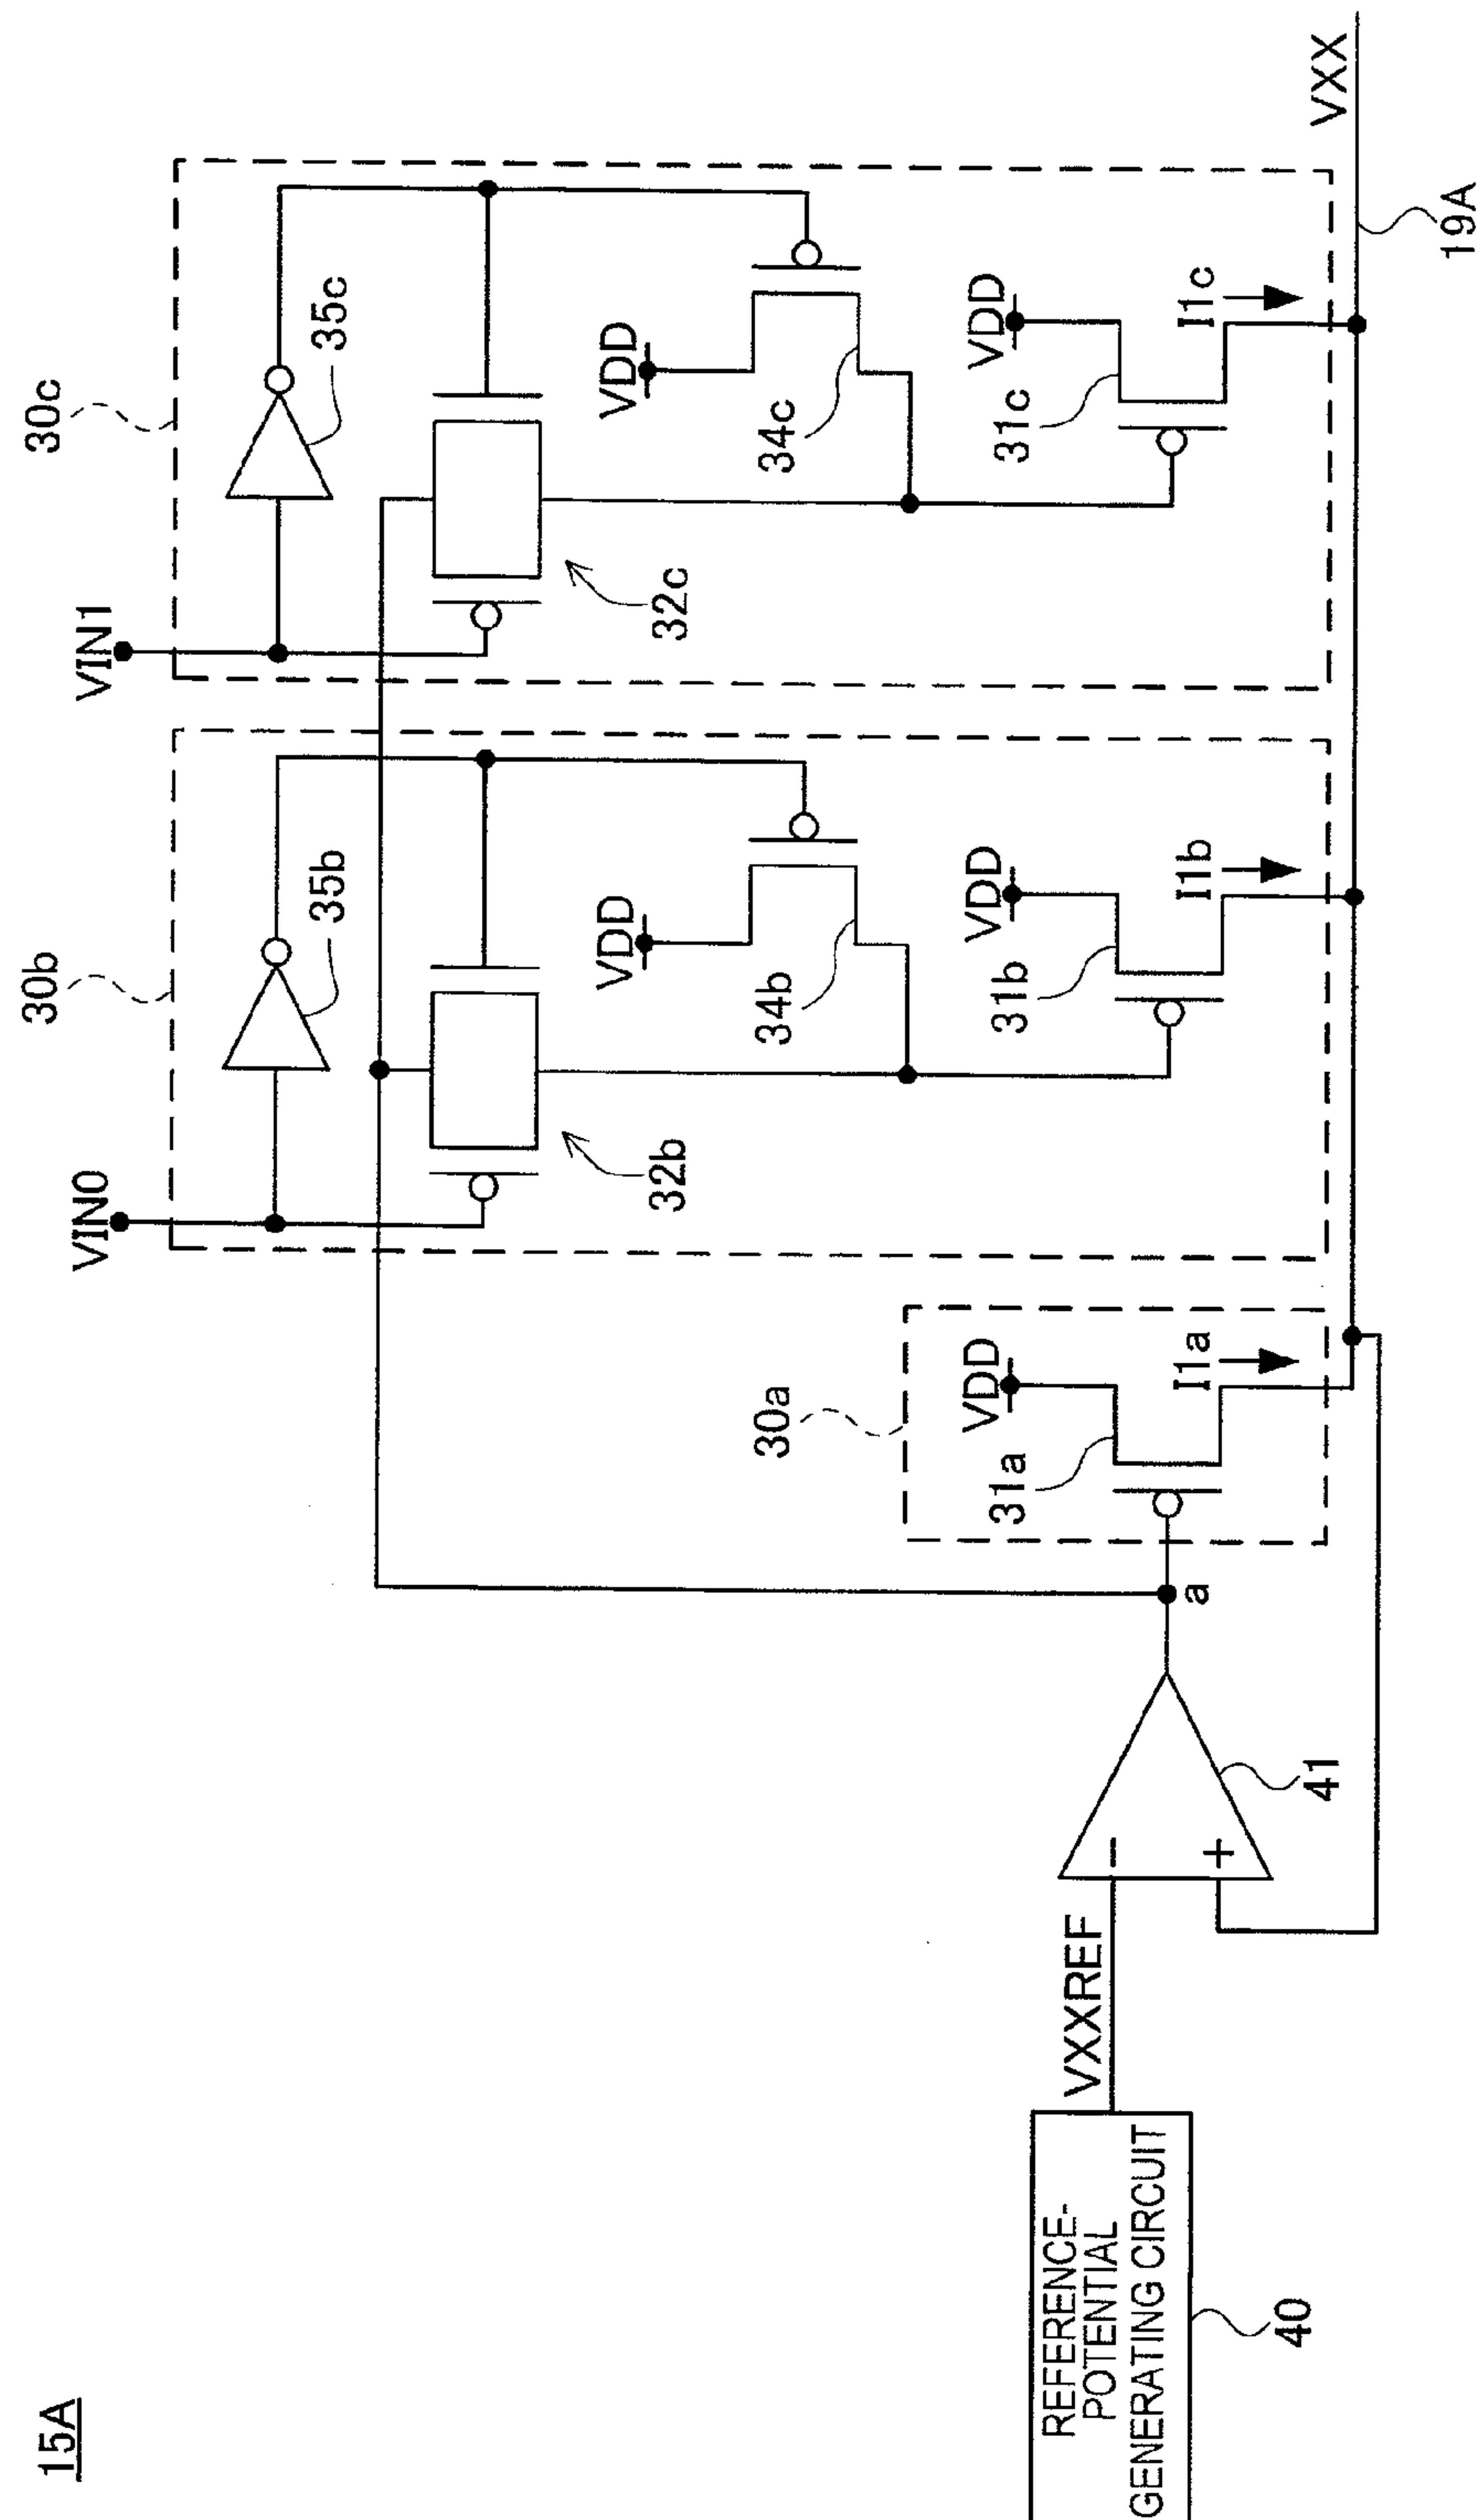 15A
VIN0
VIN1
30b
30c
35b
35c
32b
32c
VDD
VDD
34b
34c
30a
VDD
VDD
VDD
31a
31b
31c
I1a
I1b
I1c
a
VXX
19A
REFERENCE-
POTENTIAL
GENERATING CIRCUIT
40
VXXREF
−
+
41